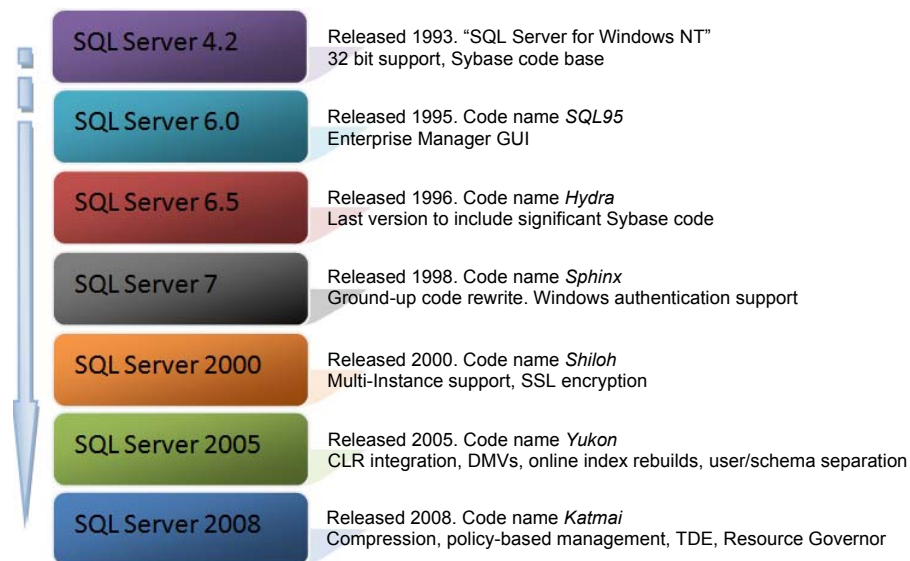 SQL Server 4.2
Released 1993. “SQL Server for Windows NT”
32 bit support, Sybase code base
SQL Server 6.0
Released 1995. Code name SQL95
Enterprise Manager GUI
SQL Server 6.5
Released 1996. Code name Hydra
Last version to include significant Sybase code
SQL Server 7
Released 1998. Code name Sphinx
Ground-up code rewrite. Windows authentication support
SQL Server 2000
Released 2000. Code name Shiloh
Multi-Instance support, SSL encryption
SQL Server 2005
Released 2005. Code name Yukon
CLR integration, DMVs, online index rebuilds, user/schema separation
SQL Server 2008
Released 2008. Code name Katmai
Compression, policy-based management, TDE, Resource Governor